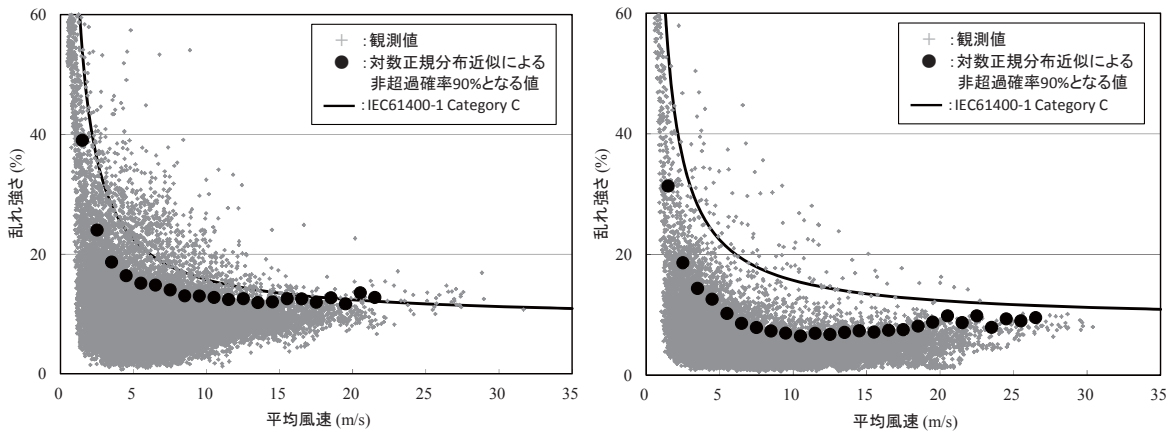 60
40
20
0
乱れ強さ (%)
0 5 10 15 20 25 30 35
平均風速 (m/s)
+ :観測値
● :対数正規分布近似による
非超過確率90%となる値
:IEC61400-1 Category C
60
40
20
0
乱れ強さ (%)
0 5 10 15 20 25 30 35
平均風速 (m/s)
+ :観測値
● :対数正規分布近似による
非超過確率90%となる値
:IEC61400-1 Category C